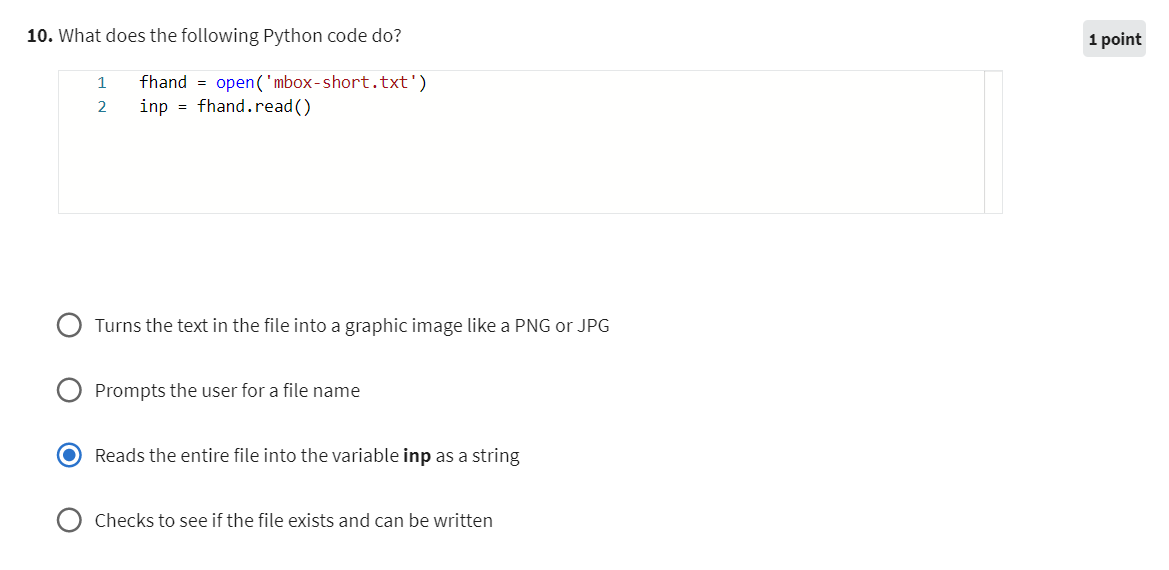 10. What does the following Python code do?
1 point
1 fhand = open('mbox-short.txt')
2 inp = fhand.read()
Turns the text in the file into a graphic image like a PNG or JPG
Prompts the user for a file name
Reads the entire file into the variable inp as a string
Checks to see if the file exists and can be written